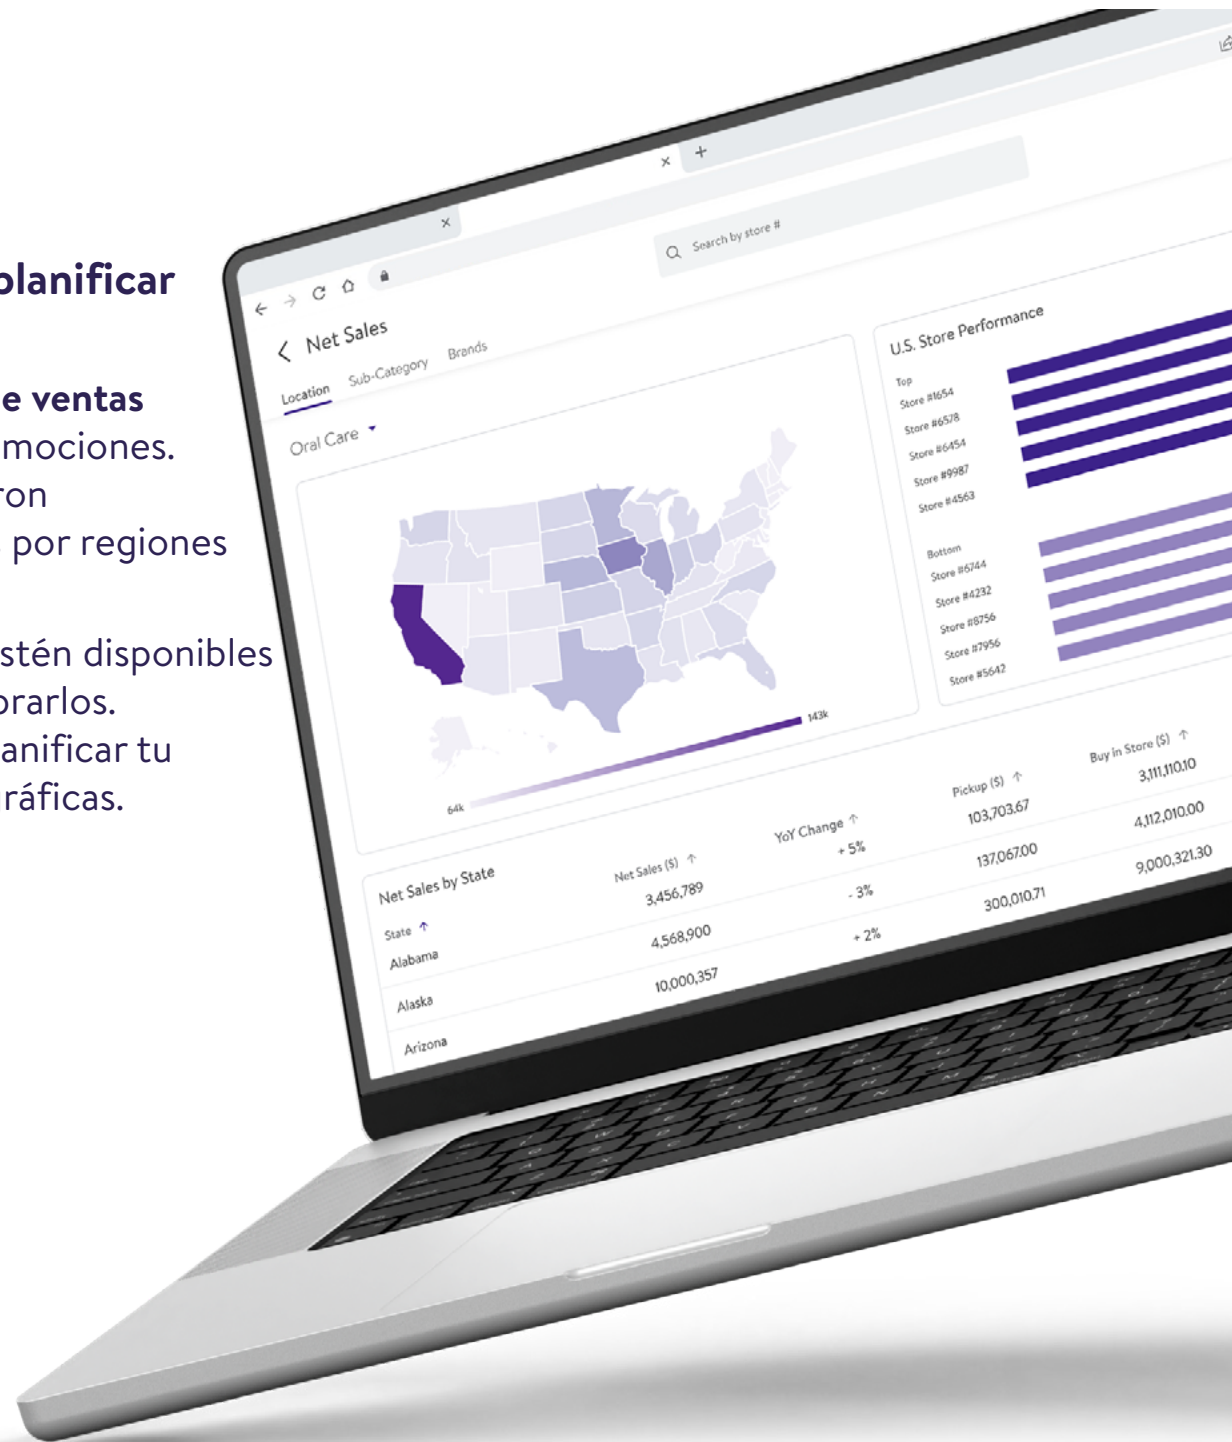 planificar
e ventas
mociones.
ron
por regiones
stén disponibles
prarlos.
anificar tu
ráficas.
Search by store #
Net Sales
Location Sub-Category Brands
Oral Care
64k 143k
U.S. Store Performance
Top
Store #1654
Store #6578
Store #6454
Store #9987
Store #4563
Bottom
Store #6744
Store #4232
Store #8756
Store #7956
Store #5642
Net Sales by State
State ↑ Net Sales ($) ↑ YoY Change ↑ Pickup ($) ↑ Buy in Store ($) ↑
Alabama 3,456,789 + 5% 103,703.67 3,111,110.10
Alaska 4,568,900 - 3% 137,067.00 4,112,010.00
Arizona 10,000,357 + 2% 300,010.71 9,000,321.30